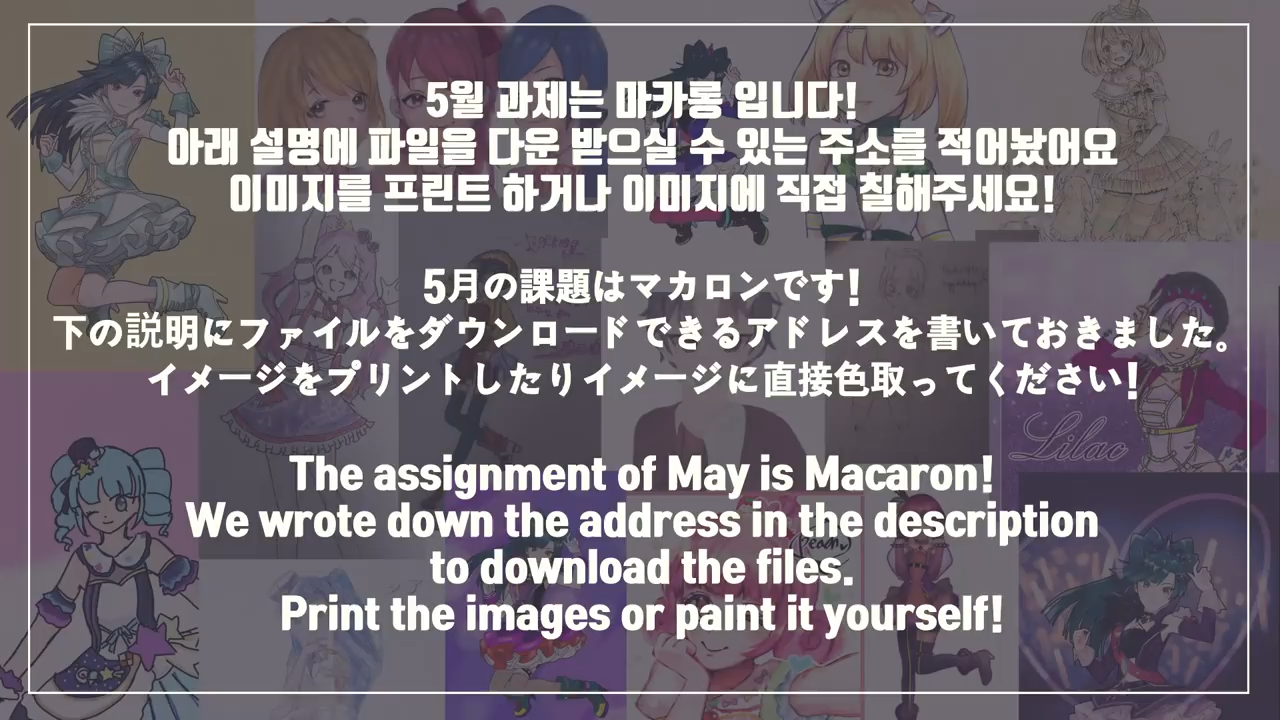 5월 과제는 마카롱 입니다!
아래 설명에 파일을 다운 받으실 수 있는 주소를 적어놨어요
이미지를 프린트 하거나 이미지에 직접 칠해주세요!
5月の課題はマカロンです!
下の説明にファイルをダウンロードできるアドレスを書いておきました。
イメージをプリントしたりイメージに直接色取ってください!
The assignment of May is Macaron!
We wrote down the address in the description
to download the files.
Print the images or paint it yourself!
Lilac